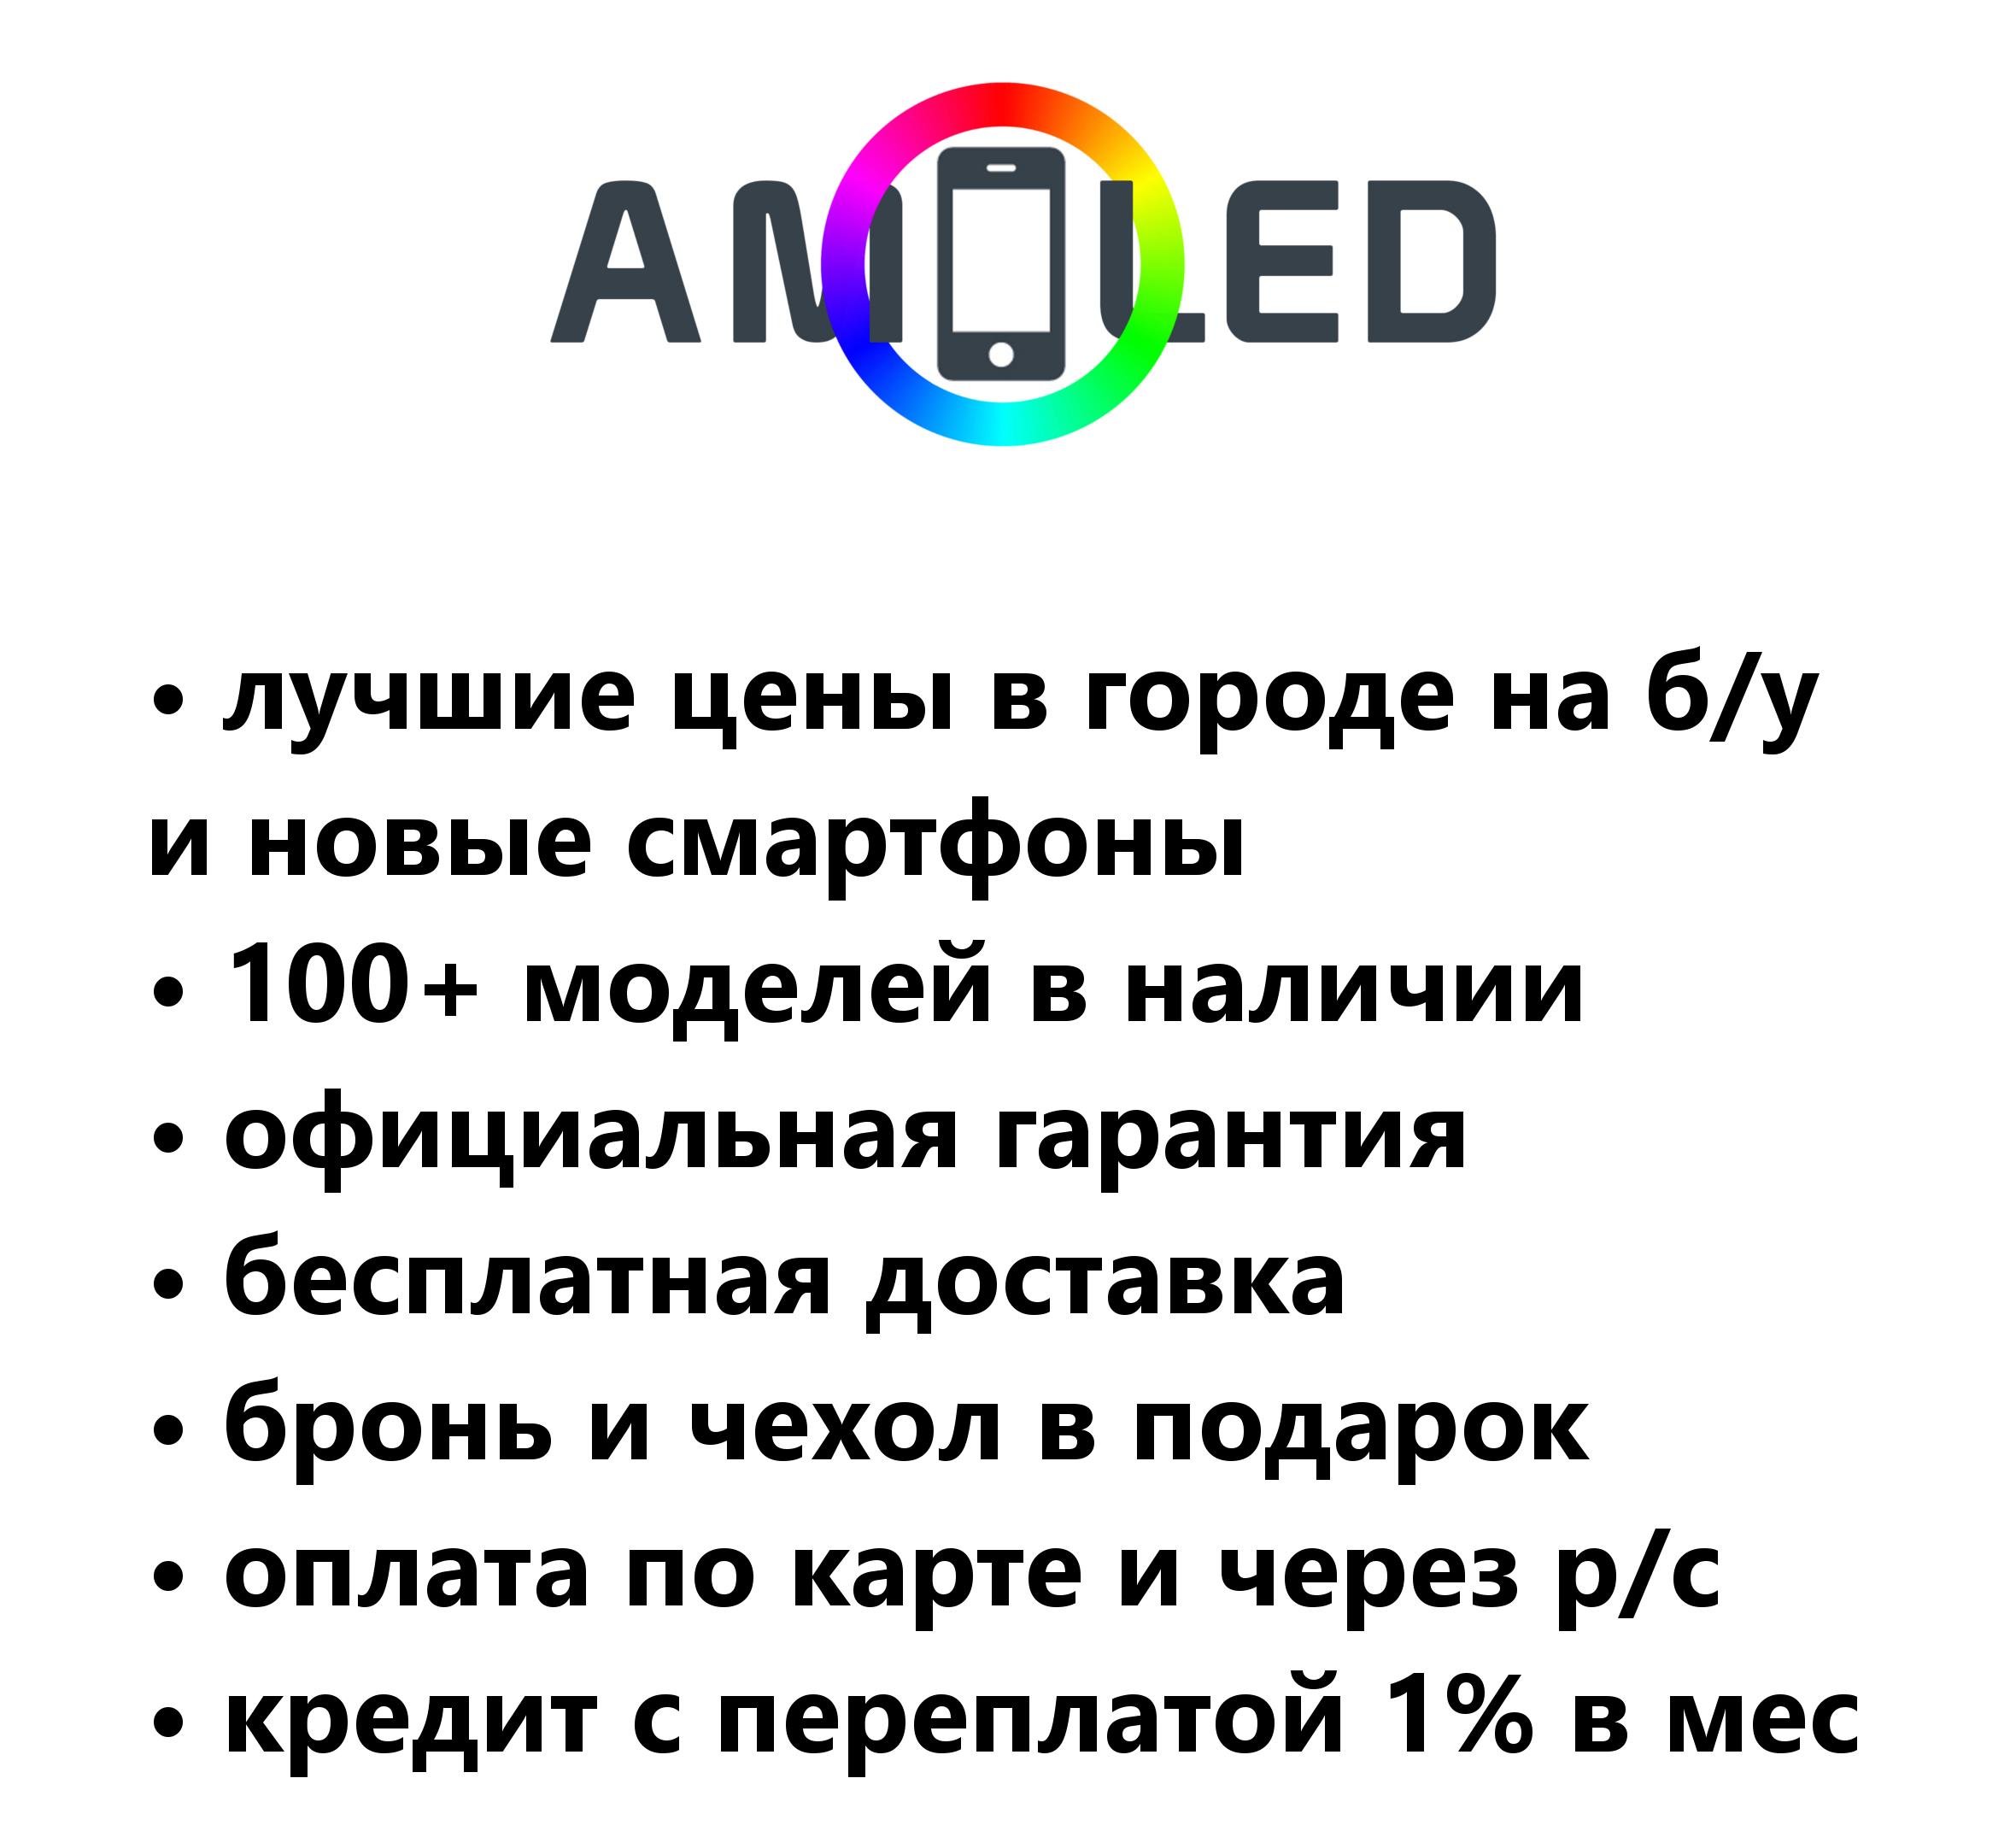 AMOLED
• лучшие цены в городе на б/у
и новые смартфоны
• 100+ моделей в наличии
• официальная гарантия
• бесплатная доставка
• бронь и чехол в подарок
• оплата по карте и через р/с
• кредит с переплатой 1% в мес